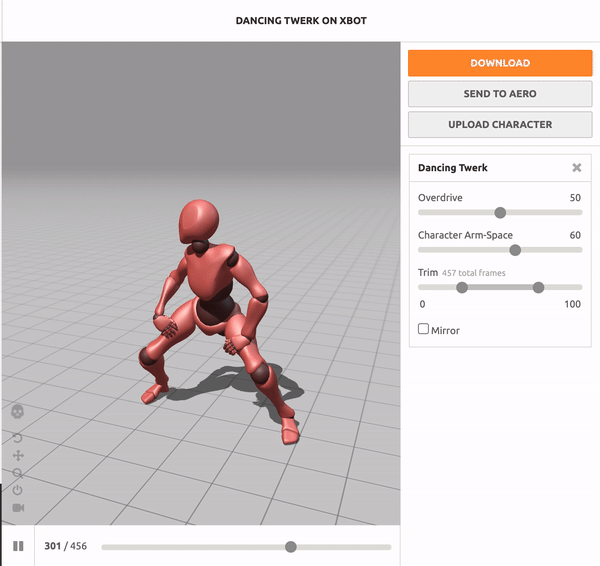 DANCING TWERK ON XBOT
DOWNLOAD
SEND TO AERO
UPLOAD CHARACTER
Dancing Twerk
Overdrive 50
Character Arm-Space 60
Trim 457 total frames
0 100
Mirror
301 / 456